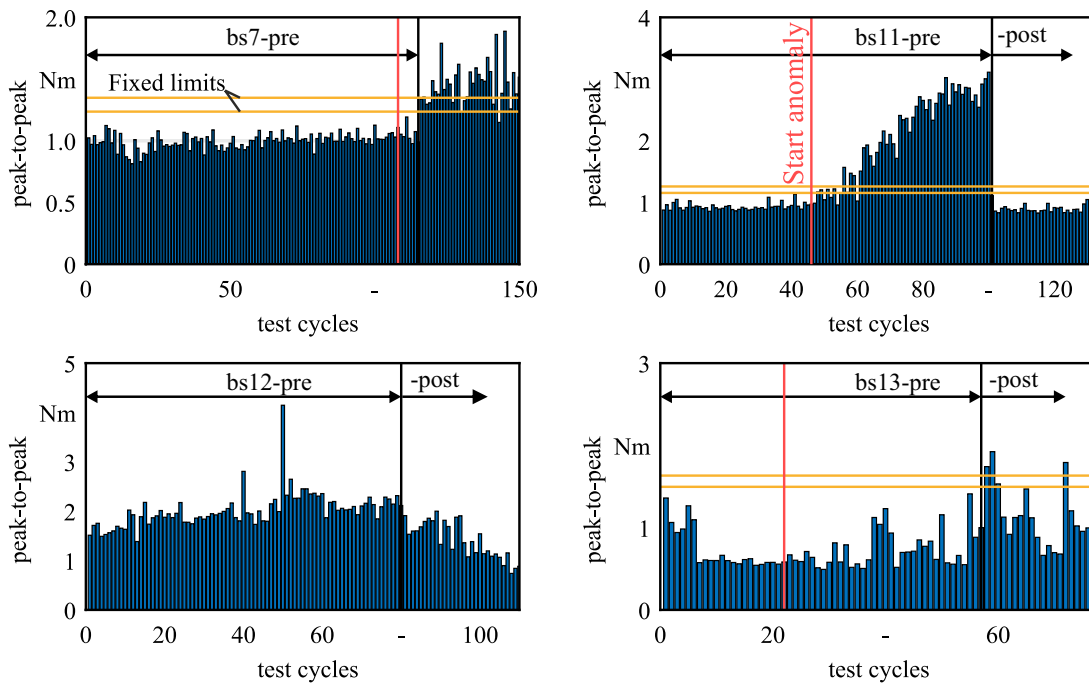 2.0
Nm
1.0
0.5
0
peak-to-peak
bs7-pre
Fixed limits
0
50
-
150
test cycles
4
Nm
2
1
0
peak-to-peak
bs11-pre
-post
Start anomaly
0
20
40
60
80
-
120
test cycles
5
Nm
3
2
1
0
peak-to-peak
bs12-pre
-post
0
20
40
60
-
100
test cycles
3
Nm
1
0
peak-to-peak
bs13-pre
-post
0
20
-
60
test cycles